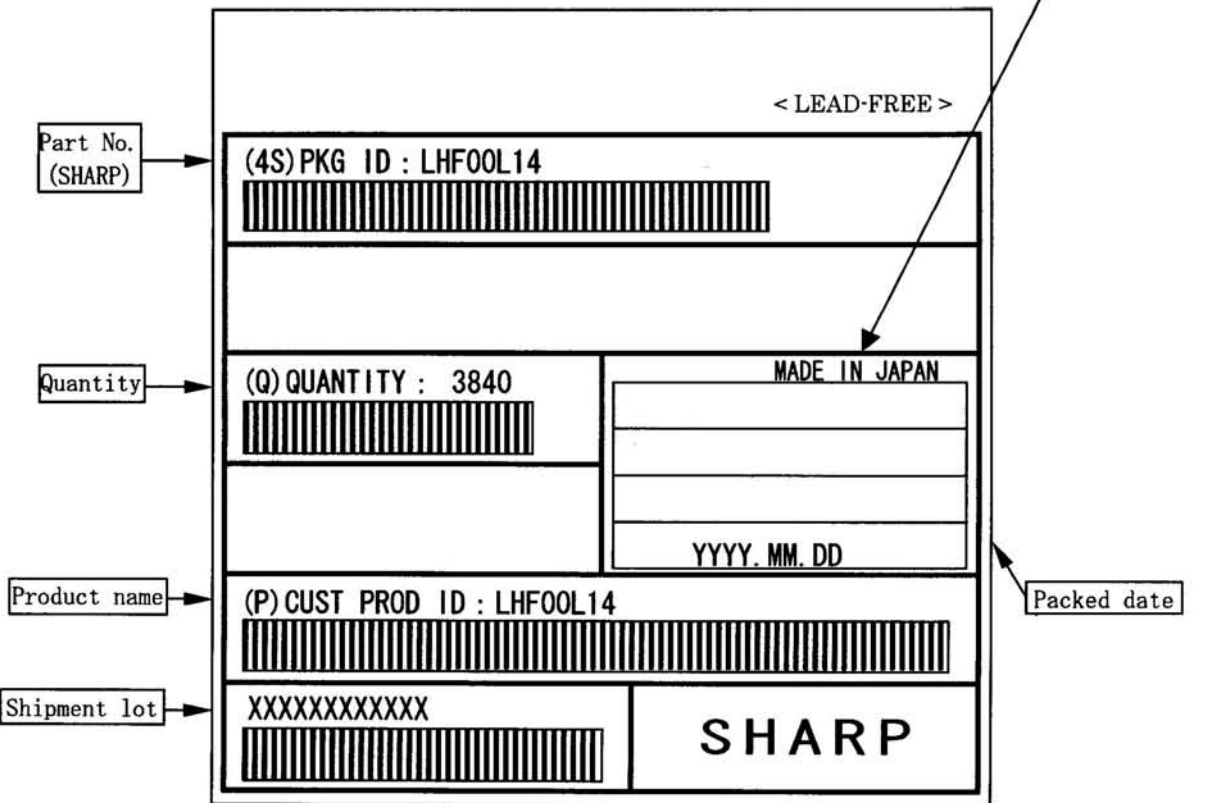 < LEAD-FREE >
Part No.
(SHARP)
(4S) PKG ID : LHF00L14
Quantity
(Q) QUANTITY : 3840
MADE IN JAPAN
YYYY. MM. DD
Product name
(P) CUST PROD ID : LHF00L14
Packed date
Shipment lot
XXXXXXXXXXXX
SHARP